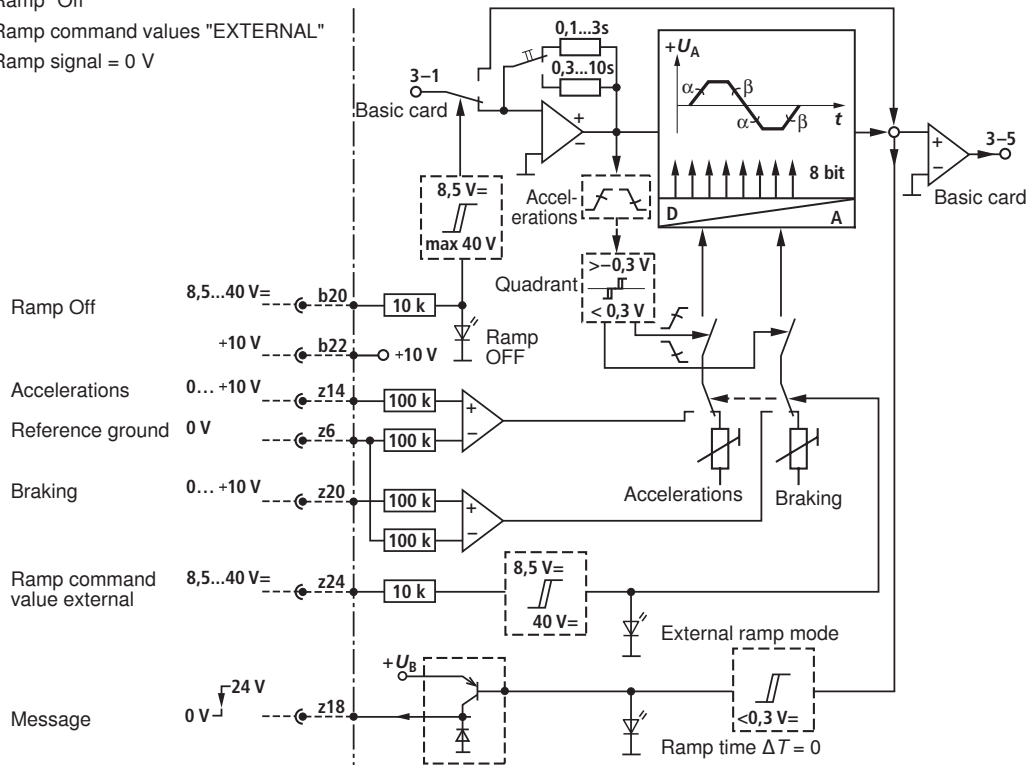 Ramp "Off"
Ramp command values "EXTERNAL"
Ramp signal = 0 V
0,1...3s
0,3...10s
3–1
Basic card
+
–
+U_A
α
β
α
β
t
8 bit
D
A
+
–
3–5
Basic card
8,5 V=
max 40 V
Accel-
erations
Quadrant
>–0,3 V
< 0,3 V
Ramp Off
8,5...40 V=
b20
10 k
Ramp
OFF
+10 V
b22
+10 V
Accelerations
0... +10 V
z14
100 k
+
–
Reference ground
0 V
z6
100 k
Accelerations
Braking
Braking
0... +10 V
z20
100 k
+
–
100 k
Ramp command
value external
8,5...40 V=
z24
10 k
8,5 V=
40 V=
External ramp mode
+U_B
Message
24 V
0 V
z18
<0,3 V=
Ramp time ΔT = 0